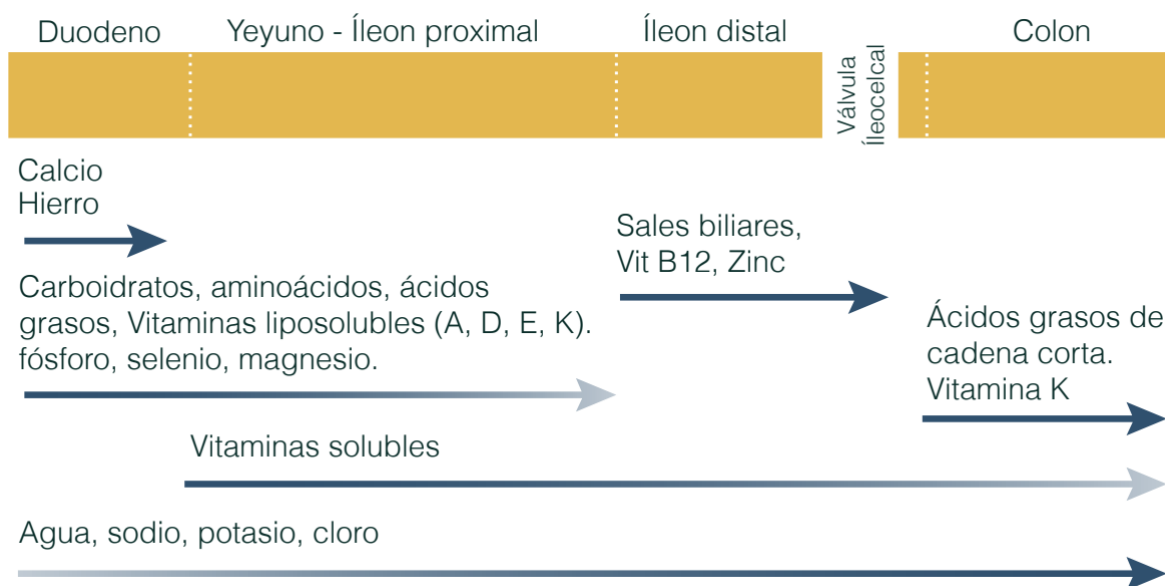 Duodeno
Yeyuno - Íleon proximal
Íleon distal
Válvula
Íleocelcal
Colon
Calcio
Hierro
Carboidratos, aminoácidos, ácidos
grasos, Vitaminas liposolubles (A, D, E, K).
fósforo, selenio, magnesio.
Sales biliares,
Vit B12, Zinc
Ácidos grasos de
cadena corta.
Vitamina K
Vitaminas solubles
Agua, sodio, potasio, cloro